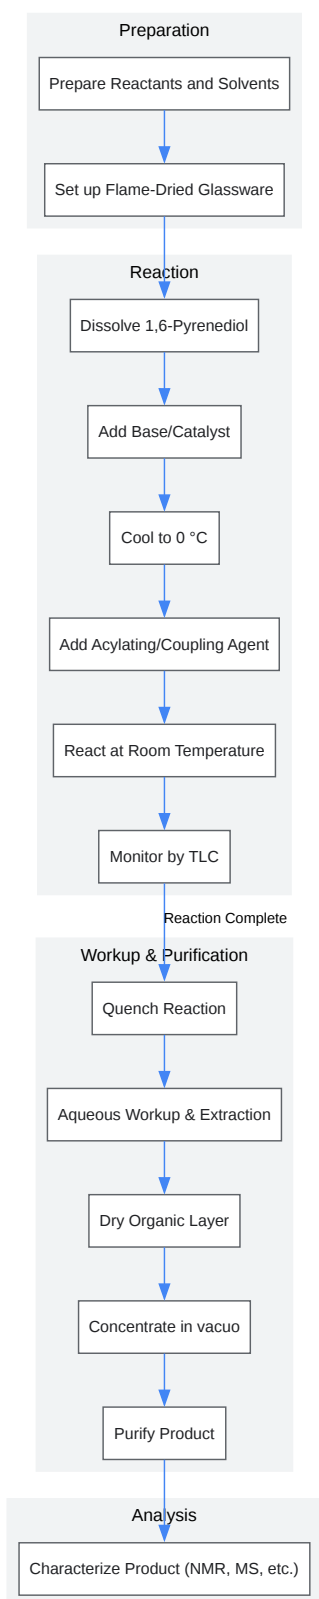 Preparation
Prepare Reactants and Solvents
Set up Flame-Dried Glassware
Reaction
Dissolve 1,6-Pyrenediol
Add Base/Catalyst
Cool to 0 °C
Add Acylating/Coupling Agent
React at Room Temperature
Monitor by TLC
Reaction Complete
Workup & Purification
Quench Reaction
Aqueous Workup & Extraction
Dry Organic Layer
Concentrate in vacuo
Purify Product
Analysis
Characterize Product (NMR, MS, etc.)